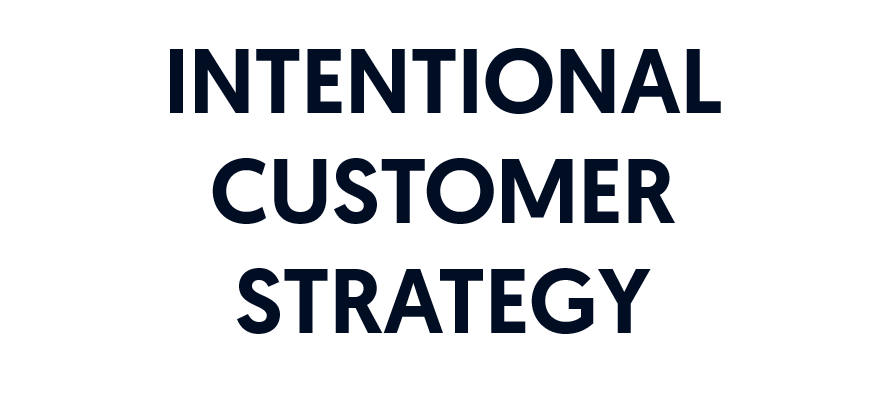 INTENTIONAL
CUSTOMER
STRATEGY